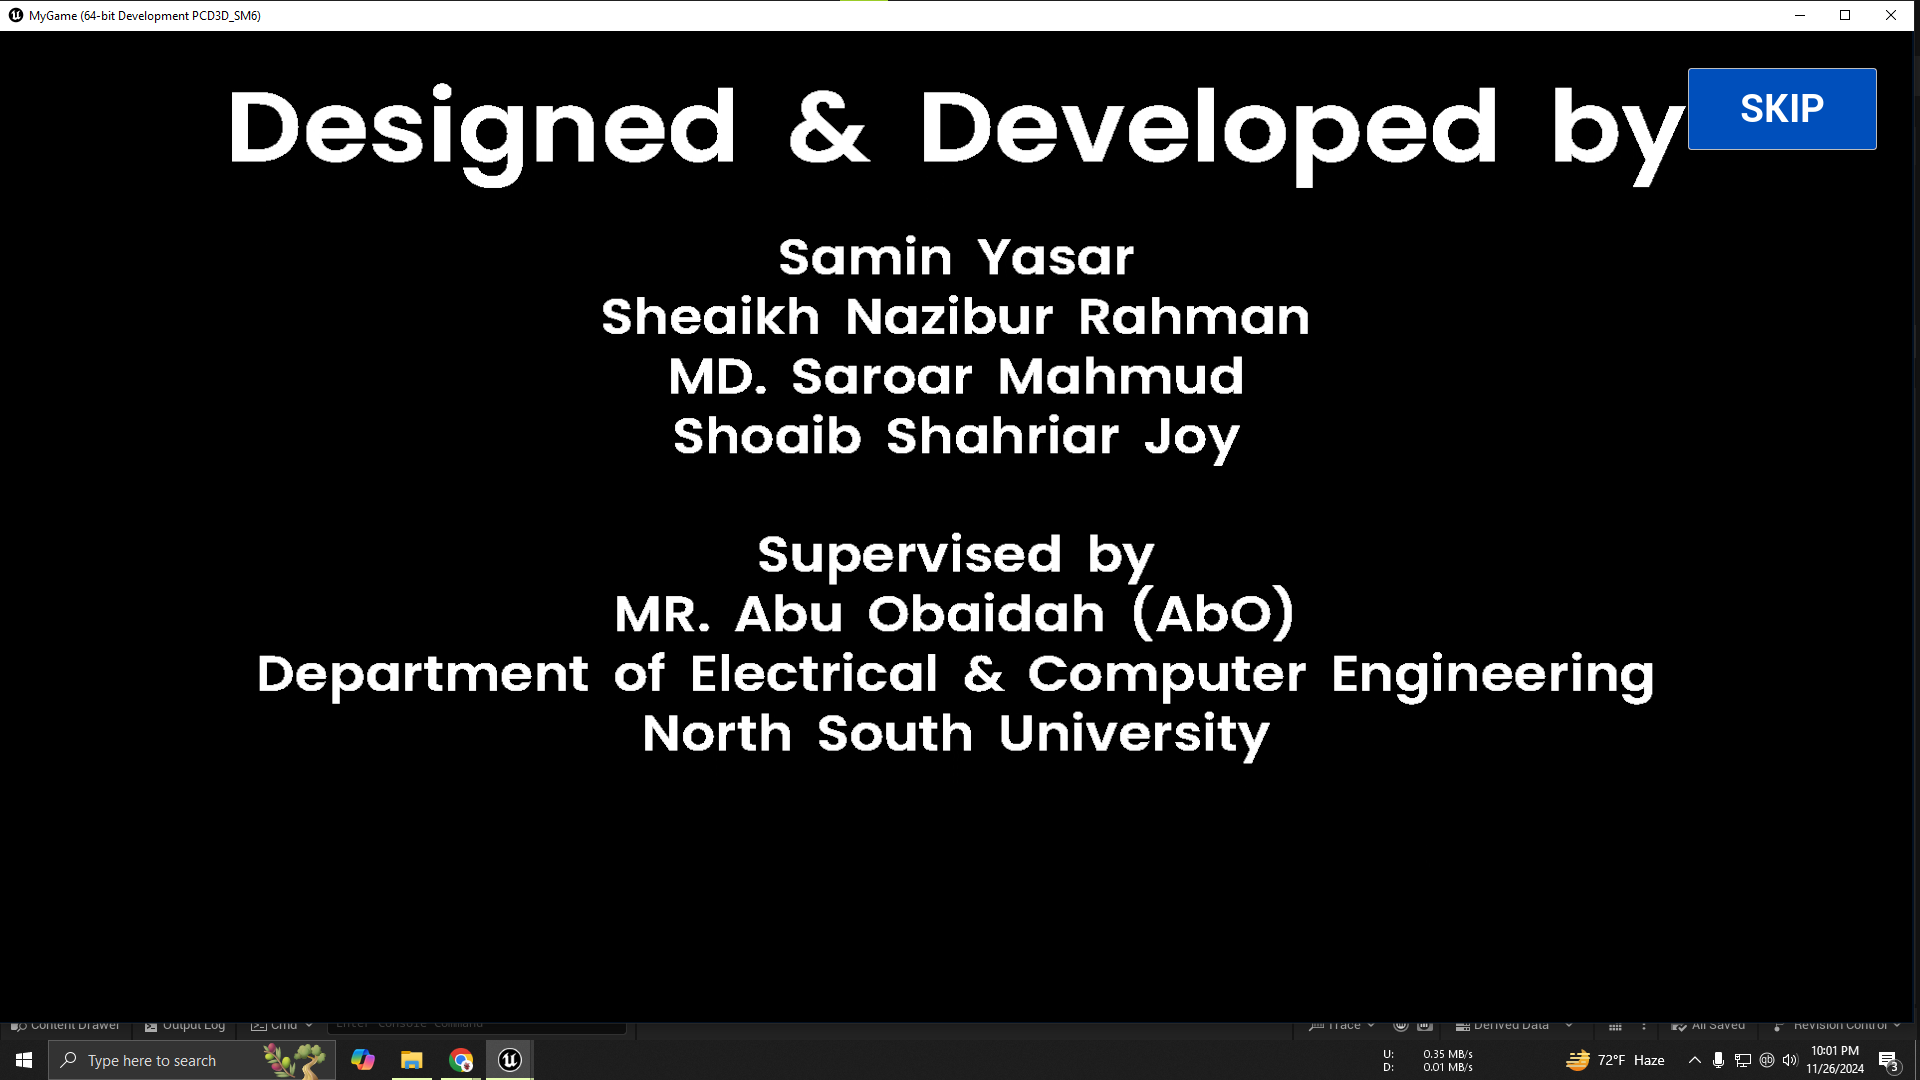 MyGame (64-bit Development PCD3D_SM6)
Designed & Developed by
SKIP
Samin Yasar
Sheaikh Nazibur Rahman
MD. Saroar Mahmud
Shoaib Shahriar Joy
Supervised by
MR. Abu Obaidah (AbO)
Department of Electrical & Computer Engineering
North South University
Content Drawer Output Log Cmd Enter Console Command Trace Derived Data All Saved Revision Control
Type here to search
U: 0.35 MB/s
D: 0.01 MB/s
72°F Haze
10:01 PM
11/26/2024
3